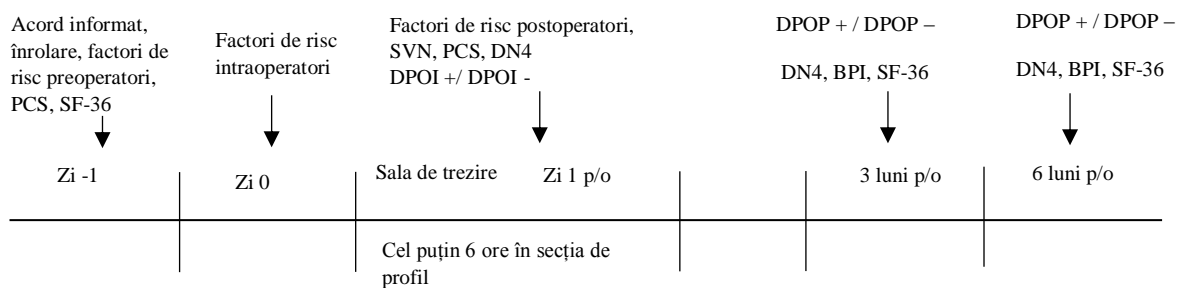 Acord informat,
înrolare, factori de
risc preoperatori,
PCS, SF-36
Factori de risc
intraoperatori
Factori de risc postoperatori,
SVN, PCS, DN4
DPOI +/ DPOI -
DPOP + / DPOP –
DN4, BPI, SF-36
DPOP + / DPOP –
DN4, BPI, SF-36
Zi -1
Zi 0
Sala de trezire
Zi 1 p/o
3 luni p/o
6 luni p/o
Cel puțin 6 ore în secția de
profil